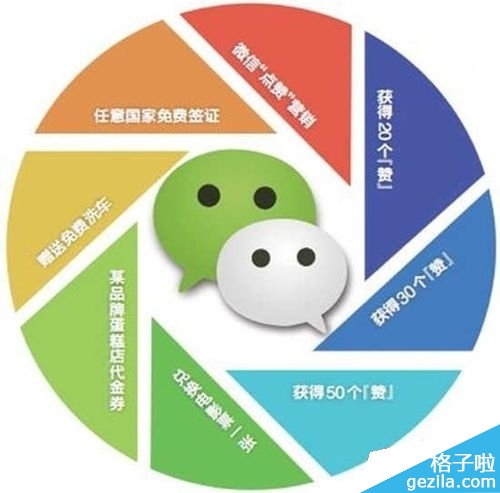 微信“点赞”营销
获得20个『赞』
获得30个『赞』
获得50个『赞』
兑换电影票一张
某品牌蛋糕店代金券
赠送免费洗车
任意国家免费签证
格子啦
gezila.com